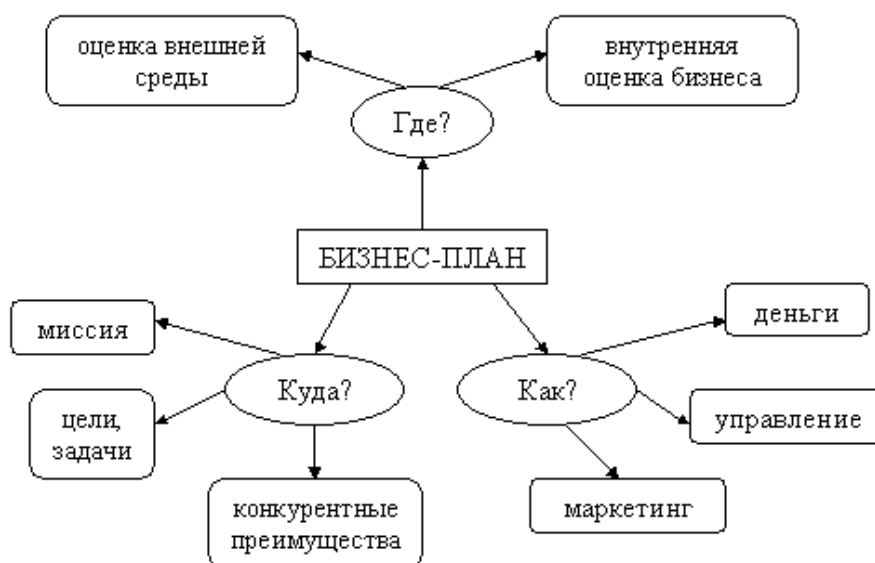 оценка внешней
среды
внутренняя
оценка бизнеса
Где?
БИЗНЕС-ПЛАН
миссия
деньги
Куда?
Как?
цели,
задачи
управление
конкурентные
преимущества
маркетинг